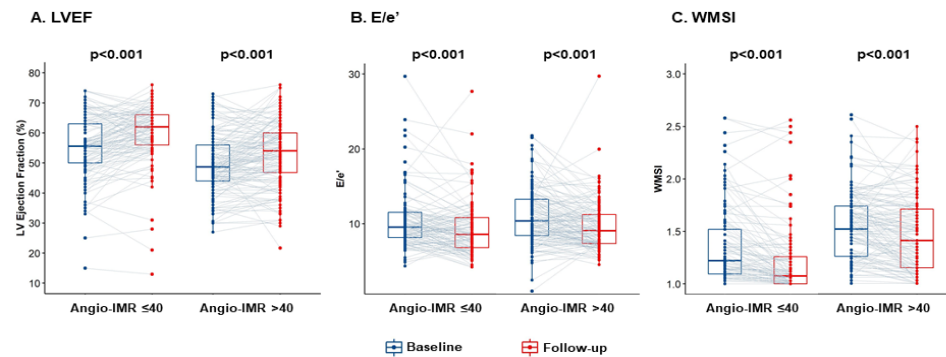 A. LVEF
B. E/e’
C. WMSI
p<0.001
p<0.001
p<0.001
p<0.001
p<0.001
p<0.001
LV Ejection Fraction (%)
80
70
60
50
40
30
20
10
E/e'
30
20
10
WMSI
3.0
2.5
2.0
1.5
1.0
Angio-IMR ≤40
Angio-IMR >40
Angio-IMR ≤40
Angio-IMR >40
Angio-IMR ≤40
Angio-IMR >40
Baseline
Follow-up